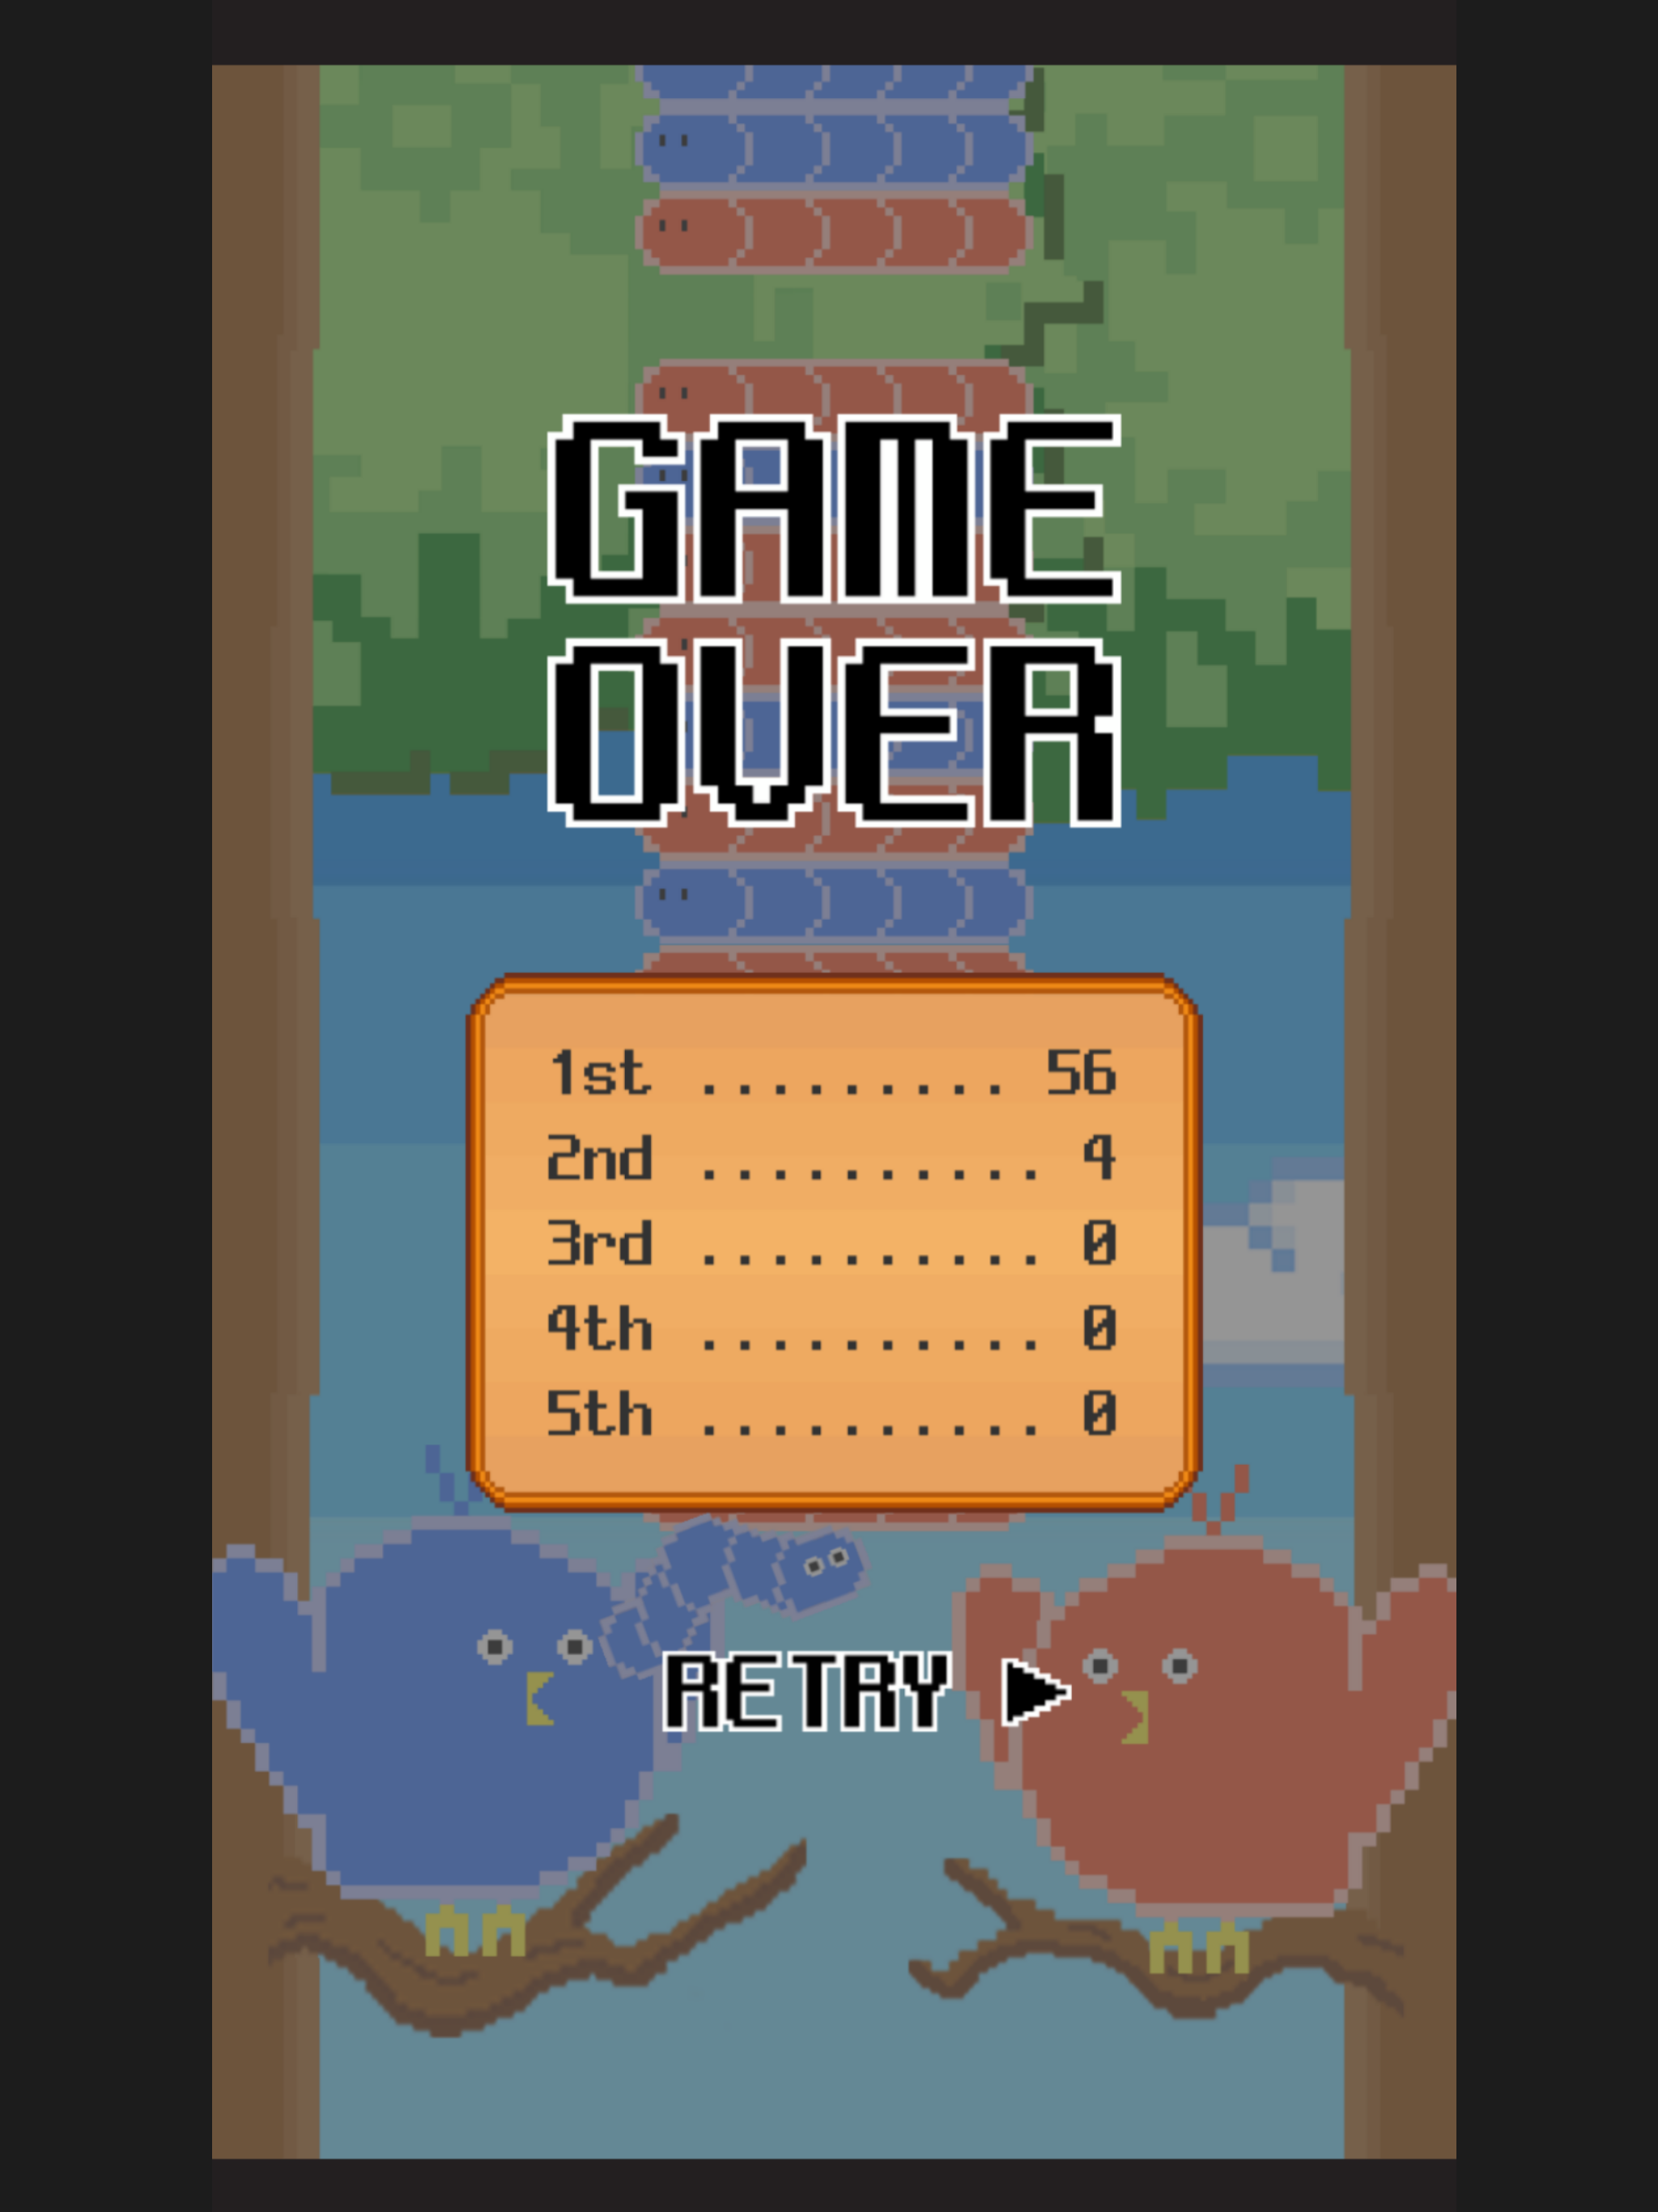 GAME
OVER
1st ......... 56
2nd .......... 4
3rd .......... 0
4th .......... 0
5th .......... 0
RETRY ▶